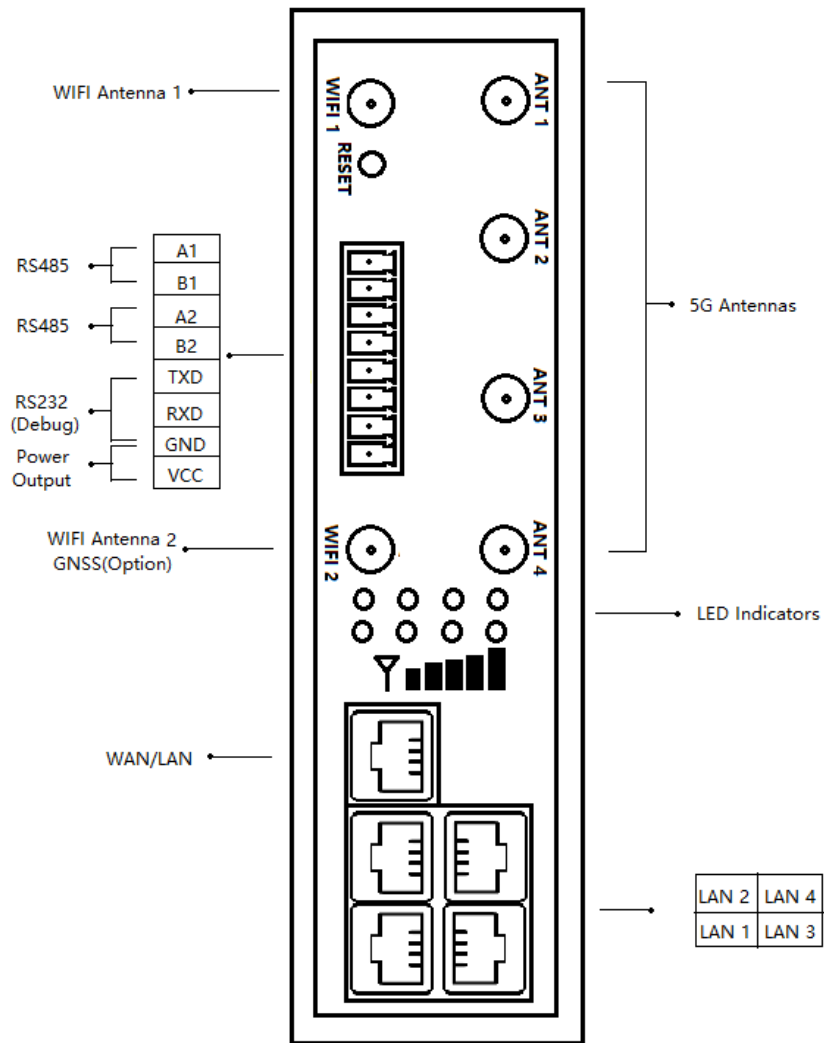 WIFI Antenna 1
WIFI 1
ANT 1
RESET
ANT 2
RS485
A1
B1
RS485
A2
B2
TXD
RS232
(Debug)
RXD
GND
Power
Output
VCC
5G Antennas
ANT 3
WIFI Antenna 2
GNSS(Option)
WIFI 2
ANT 4
LED Indicators
WAN/LAN
LAN 2 LAN 4
LAN 1 LAN 3